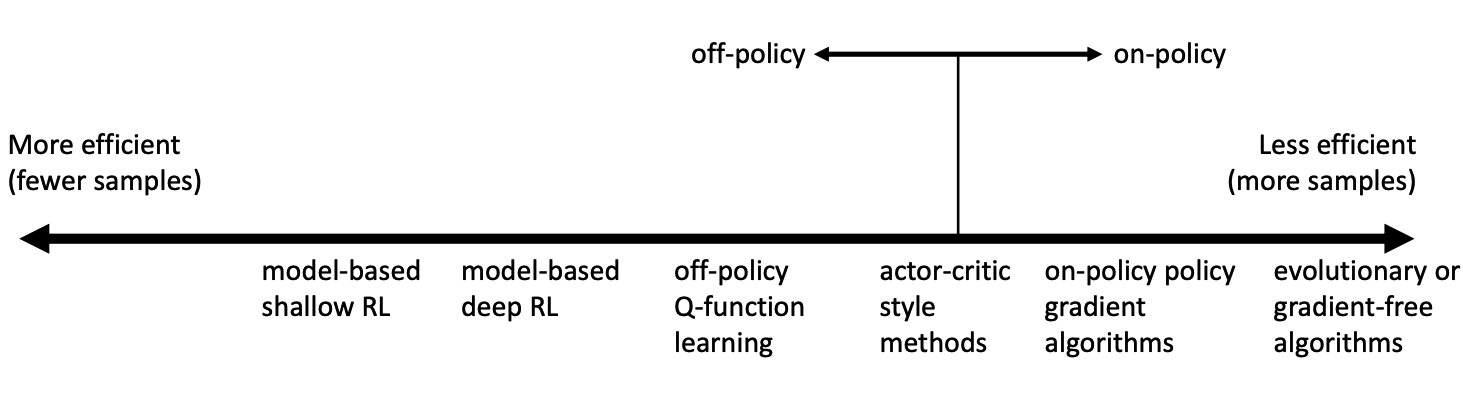 off-policy
on-policy
More efficient
(fewer samples)
Less efficient
(more samples)
model-based
shallow RL
model-based
deep RL
off-policy
Q-function
learning
actor-critic
style
methods
on-policy policy
gradient
algorithms
evolutionary or
gradient-free
algorithms